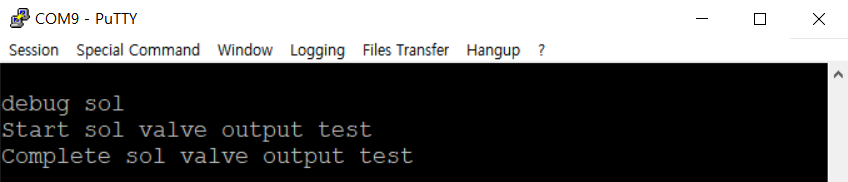 COM9 - PuTTY
Session Special Command Window Logging Files Transfer Hangup ?
debug sol
Start sol valve output test
Complete sol valve output test